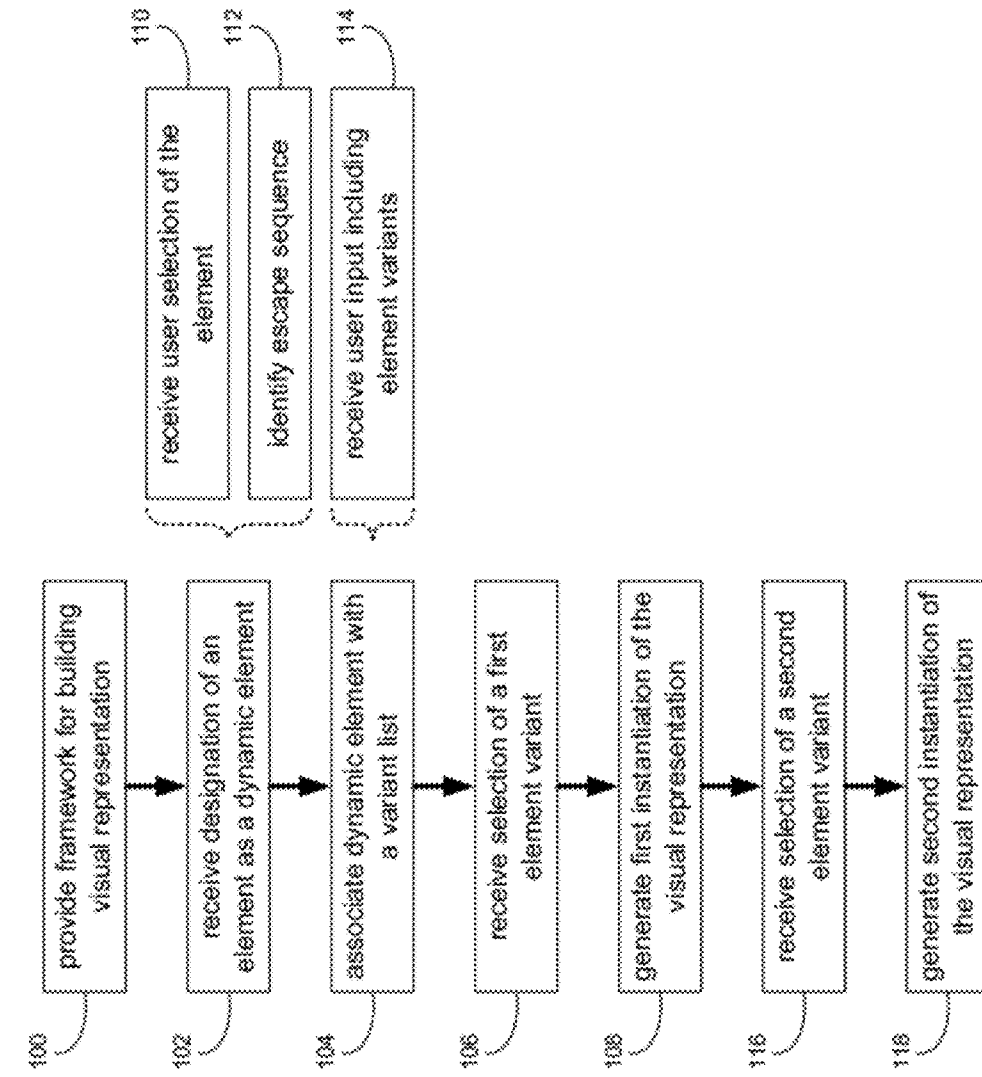 100
provide framework for building
visual representation
102
receive designation of an
element as a dynamic element
104
associate dynamic element with
a variant list
106
receive selection of a first
element variant
108
generate first instantiation of the
visual representation
116
receive selection of a second
element variant
118
generate second instantiation of
the visual representation
110
receive user selection of the
element
112
identify escape sequence
114
receive user input including
element variants